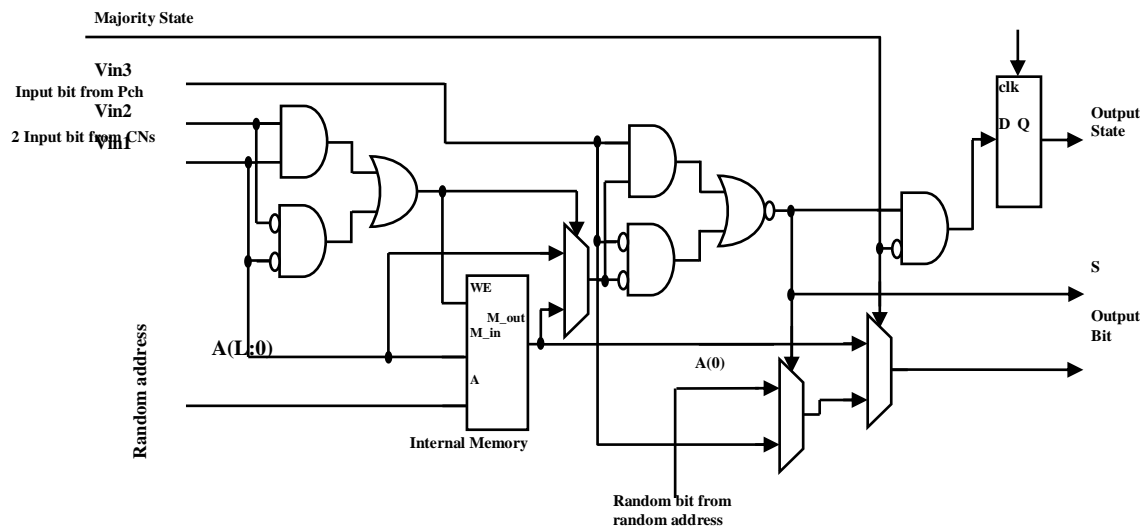 Majority State
Vin3
Input bit from Pch
Vin2
2 Input bit from CNs
Vin1
clk
D Q
Output
State
WE
M_out
M_in
A
A(L:0)
Random address
Internal Memory
A(0)
S
Output
Bit
Random bit from
random address